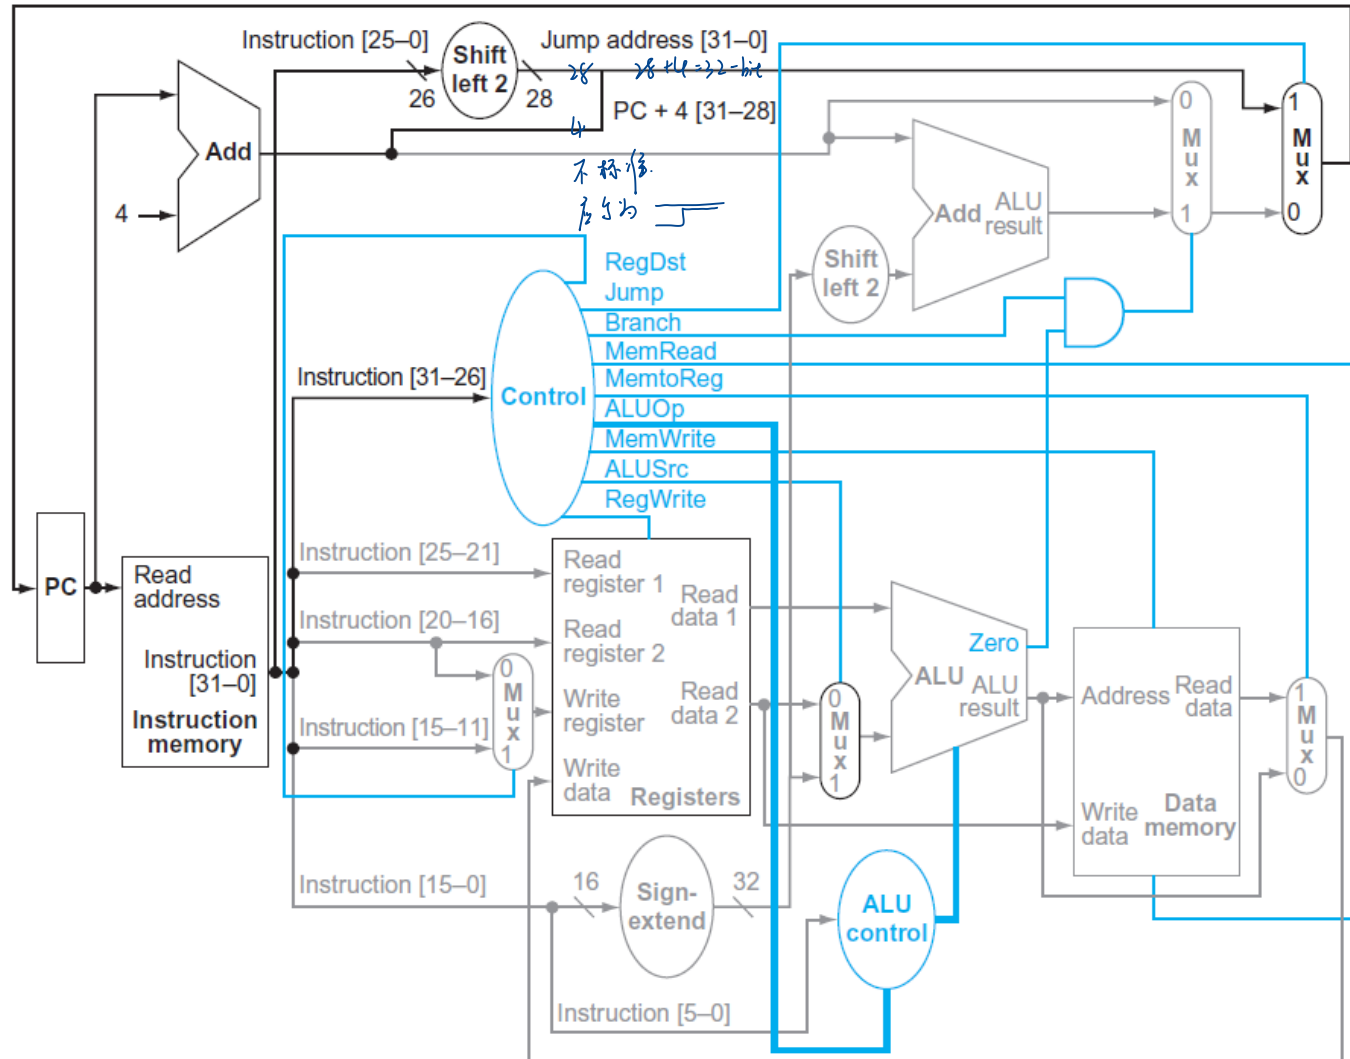 Instruction [25–0]
Shift
left 2
Jump address [31–0]
26
28
28
28+4=32-bit
PC + 4 [31–28]
4
不标准.
应当为
Add
4
0
M
u
x
1
1
M
u
x
0
Add
ALU
result
Shift
left 2
RegDst
Jump
Branch
MemRead
MemtoReg
ALUOp
MemWrite
ALUSrc
RegWrite
Instruction [31–26]
Control
PC
Read
address
Instruction
[31–0]
Instruction
memory
Instruction [25–21]
Instruction [20–16]
Instruction [15–11]
0
M
u
x
1
Read
register 1
Read
register 2
Write
register
Write
data
Read
data 1
Read
data 2
Registers
0
M
u
x
1
Zero
ALU
ALU
result
Address
Read
data
Write
data
Data
memory
1
M
u
x
0
Instruction [15–0]
16
Sign-
extend
32
ALU
control
Instruction [5–0]